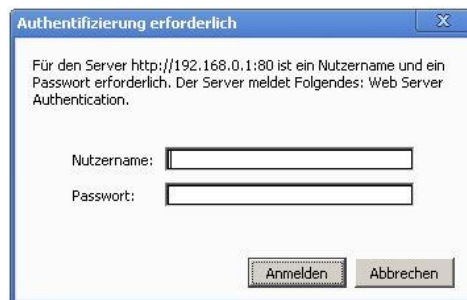 Authentifizierung erforderlich
Für den Server http://192.168.0.1:80 ist ein Nutzername und ein
Passwort erforderlich. Der Server meldet Folgendes: Web Server
Authentication.
Nutzername:
Passwort:
Anmelden Abbrechen